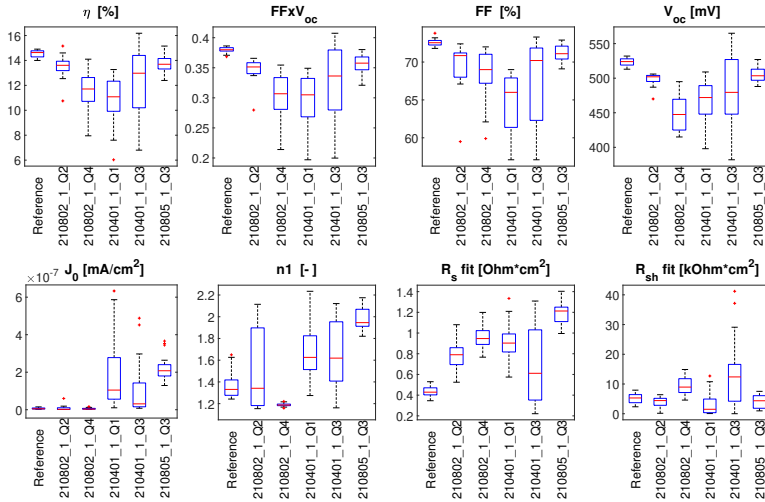 η [%]
FFxV_oc
FF [%]
V_oc [mV]
16
14
12
10
8
6
0.4
0.35
0.3
0.25
0.2
70
65
60
550
500
450
400
Reference
210802_1_Q2
210802_1_Q4
210401_1_Q1
210401_1_Q3
210805_1_Q3
Reference
210802_1_Q2
210802_1_Q4
210401_1_Q1
210401_1_Q3
210805_1_Q3
Reference
210802_1_Q2
210802_1_Q4
210401_1_Q1
210401_1_Q3
210805_1_Q3
Reference
210802_1_Q2
210802_1_Q4
210401_1_Q1
210401_1_Q3
210805_1_Q3
×10⁻⁷
J_0 [mA/cm²]
n1 [-]
R_s fit [Ohm*cm²]
R_sh fit [kOhm*cm²]
6
4
2
0
2.2
2
1.8
1.6
1.4
1.2
1.4
1.2
1
0.8
0.6
0.4
0.2
40
30
20
10
0
Reference
210802_1_Q2
210802_1_Q4
210401_1_Q1
210401_1_Q3
210805_1_Q3
Reference
210802_1_Q2
210802_1_Q4
210401_1_Q1
210401_1_Q3
210805_1_Q3
Reference
210802_1_Q2
210802_1_Q4
210401_1_Q1
210401_1_Q3
210805_1_Q3
Reference
210802_1_Q2
210802_1_Q4
210401_1_Q1
210401_1_Q3
210805_1_Q3